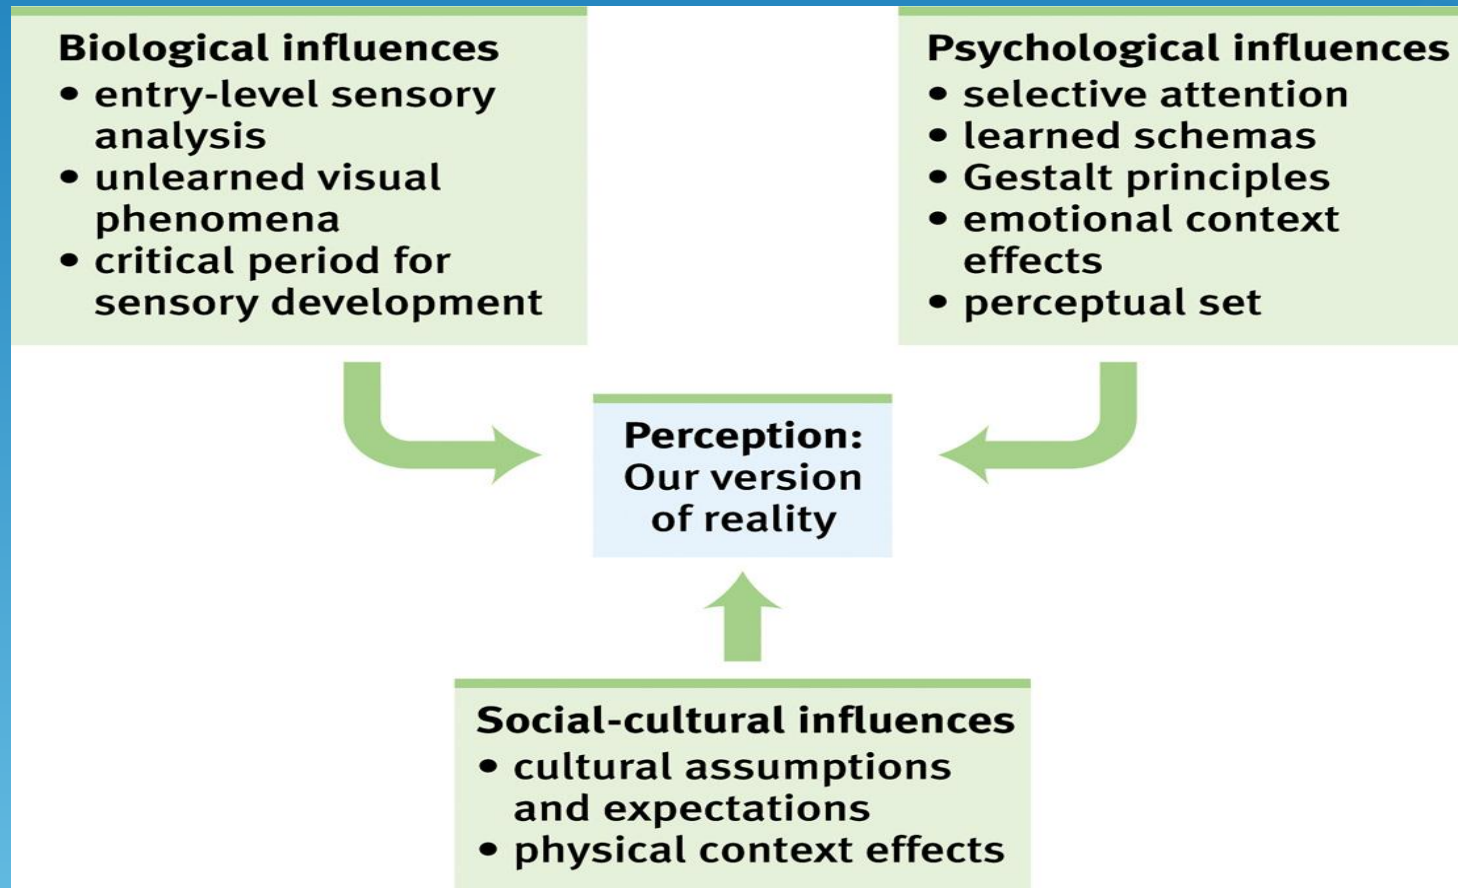 Biological influences
• entry-level sensory
analysis
• unlearned visual
phenomena
• critical period for
sensory development
Psychological influences
• selective attention
• learned schemas
• Gestalt principles
• emotional context
effects
• perceptual set
Perception:
Our version
of reality
Social-cultural influences
• cultural assumptions
and expectations
• physical context effects